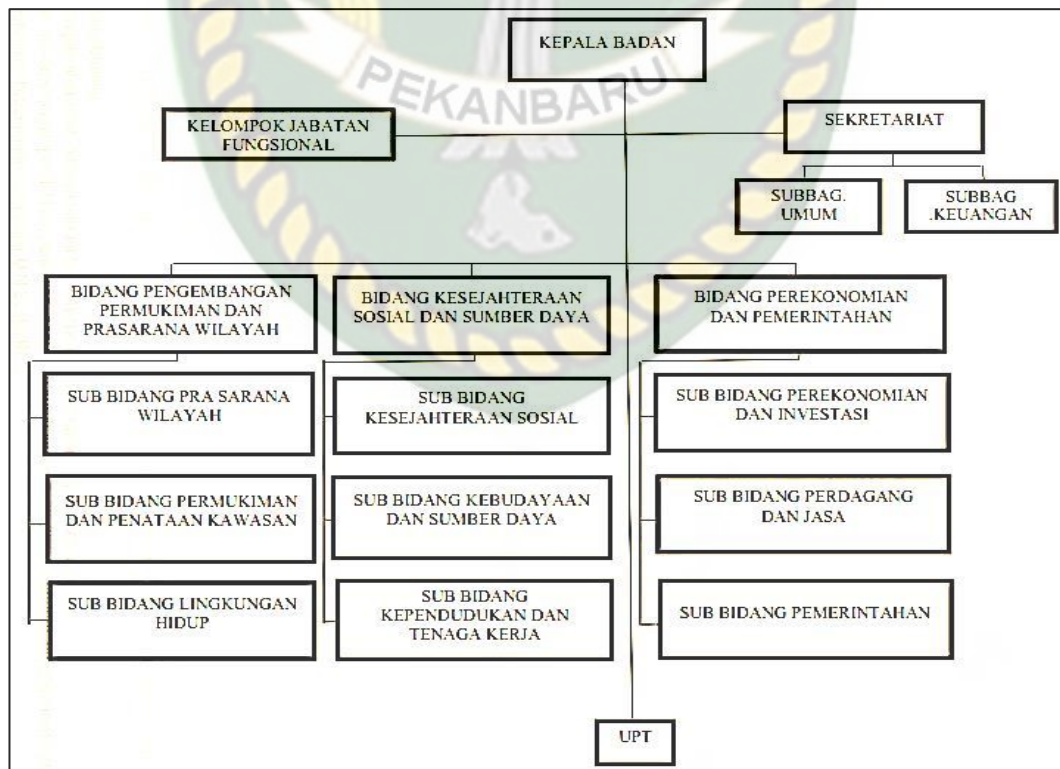 KEPALA BADAN
PEKANBARU
KELOMPOK JABATAN
FUNGSIONAL
SEKRETARIAT
SUBBAG.
UMUM
SUBBAG
.KEUANGAN
BIDANG PENGEMBANGAN
PERMUKIMAN DAN
PRASARANA WILAYAH
BIDANG KESEJAHTERAAN
SOSIAL DAN SUMBER DAYA
BIDANG PEREKONOMIAN
DAN PEMERINTAHAN
SUB BIDANG PRA SARANA
WILAYAH
SUB BIDANG
KESEJAHTERAAN SOSIAL
SUB BIDANG PEREKONOMIAN
DAN INVESTASI
SUB BIDANG PERMUKIMAN
DAN PENATAAN KAWASAN
SUB BIDANG KEBUDAYAAN
DAN SUMBER DAYA
SUB BIDANG PERDAGANG
DAN JASA
SUB BIDANG LINGKUNGAN
HIDUP
SUB BIDANG
KEPENDUDUKAN DAN
TENAGA KERJA
SUB BIDANG PEMERINTAHAN
UPT